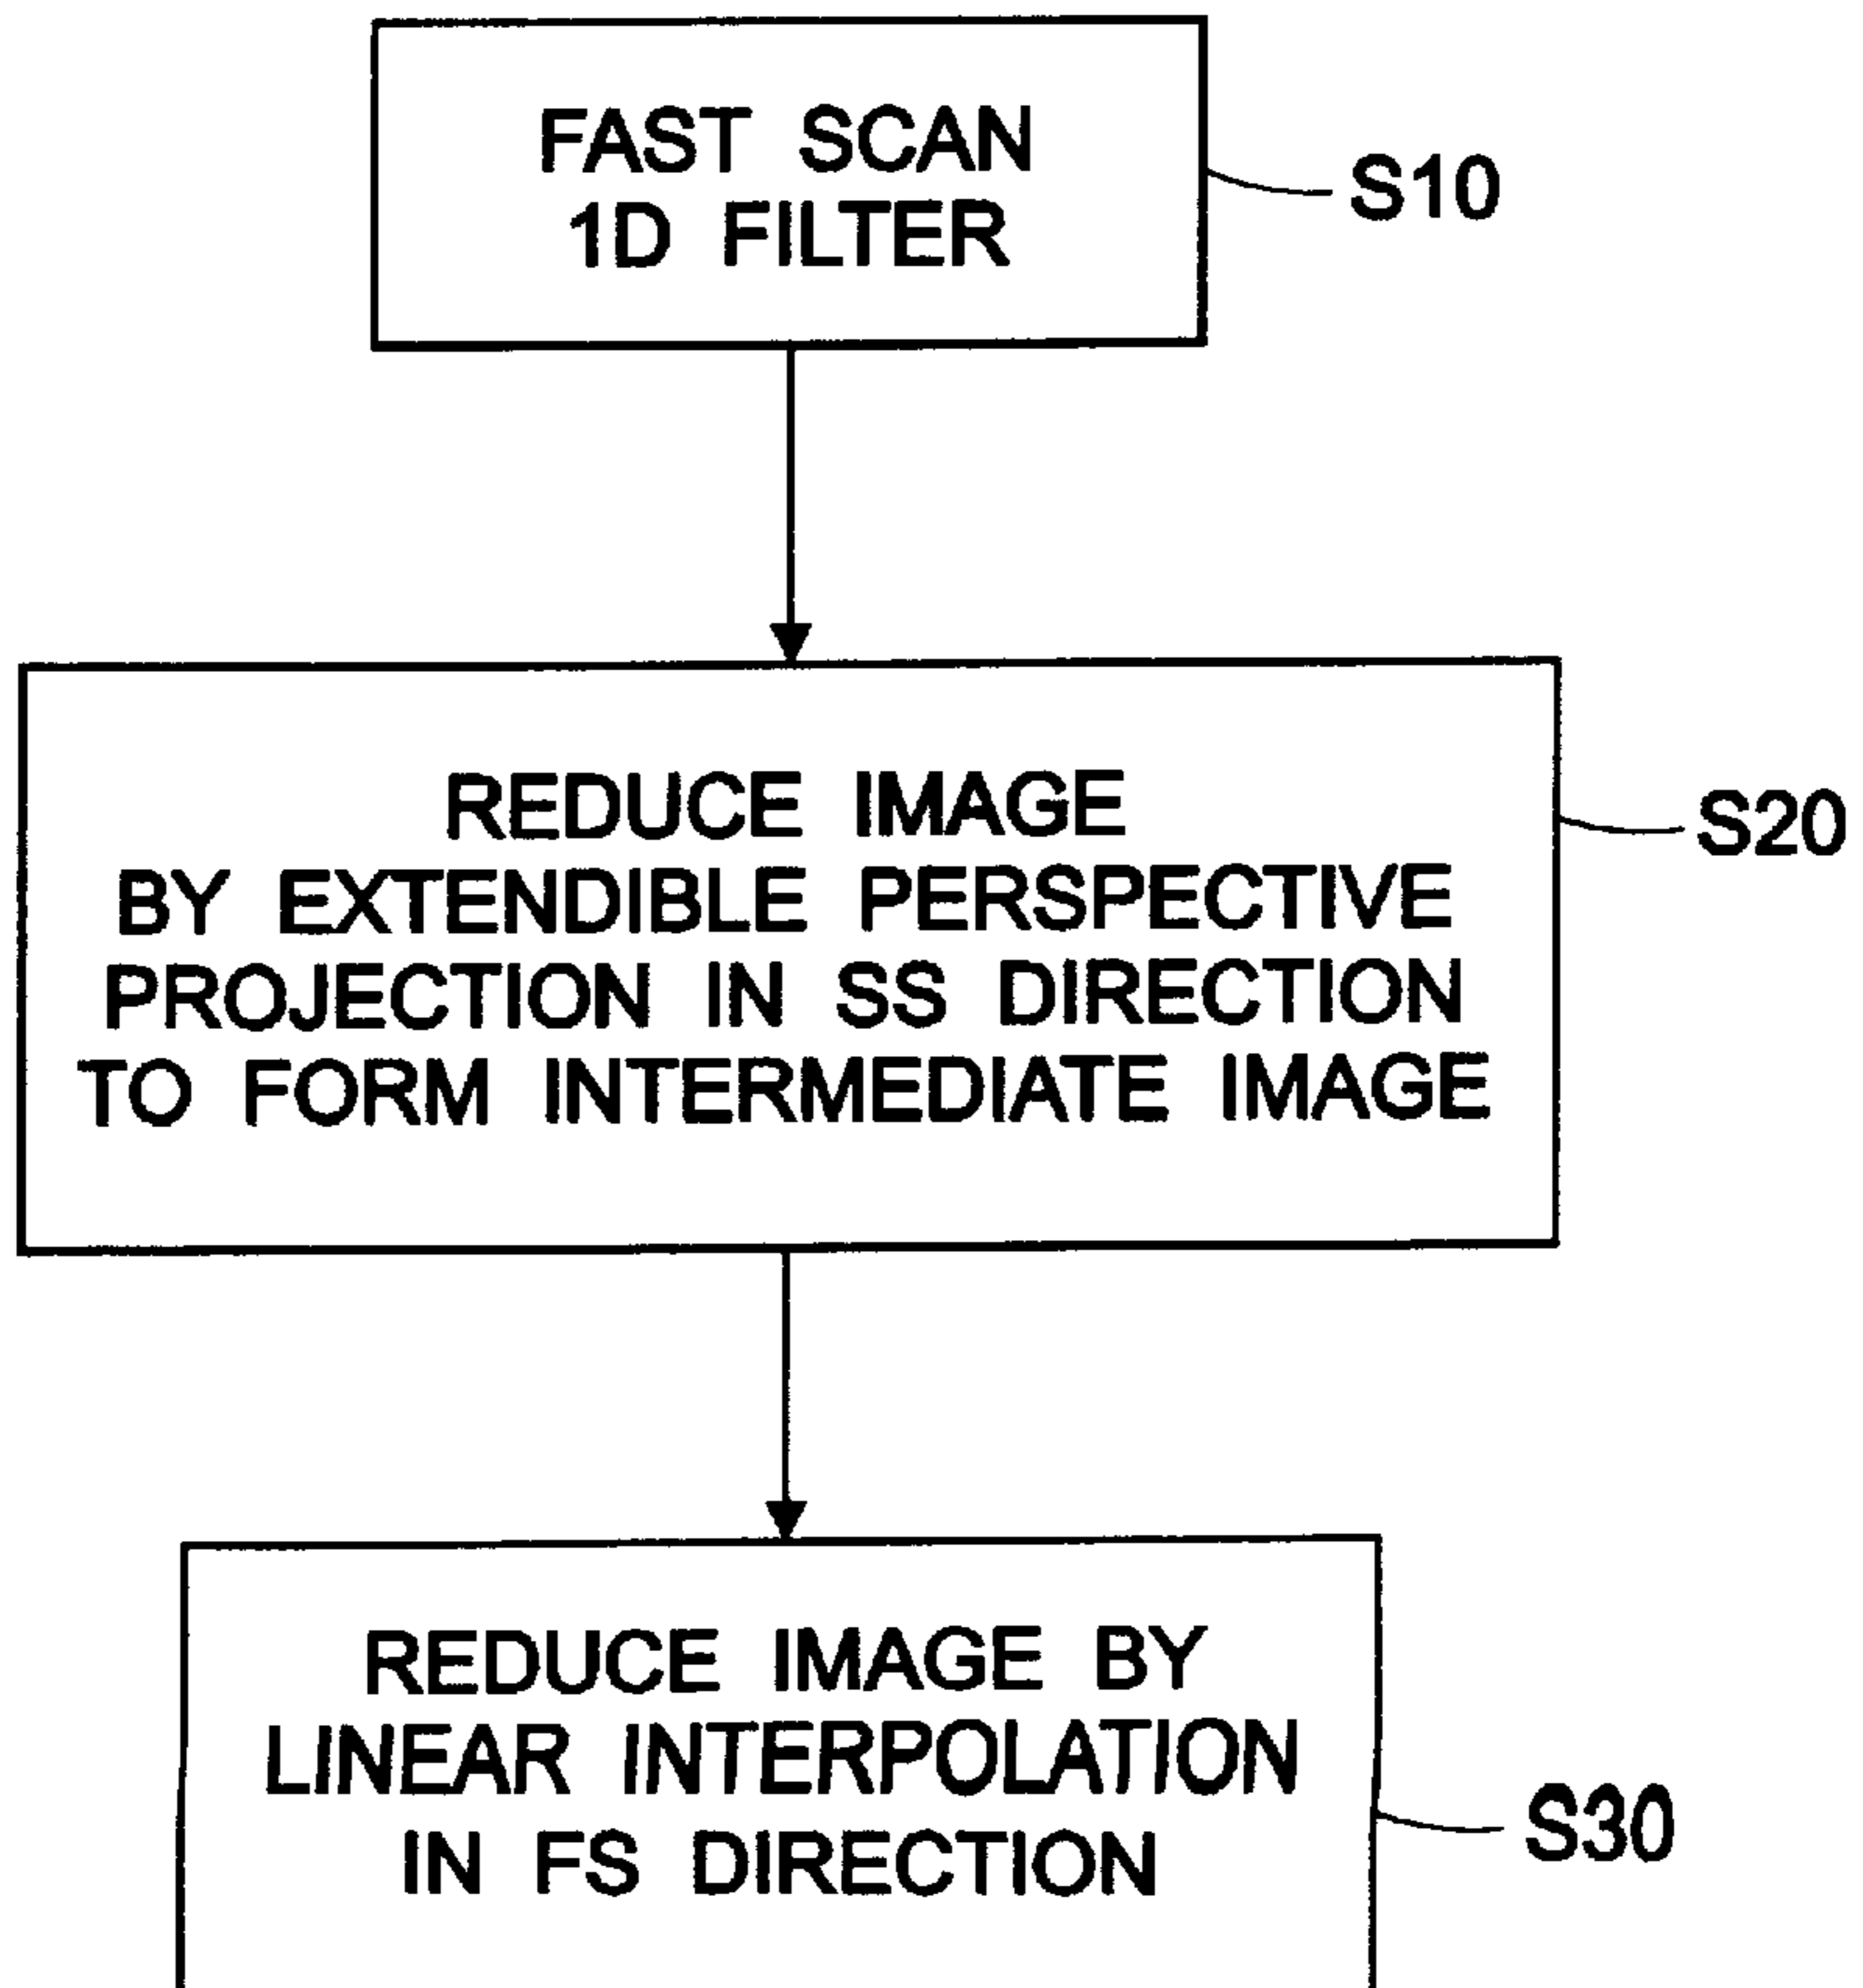 FAST SCAN
1D FILTER
S10
REDUCE IMAGE
BY EXTENDIBLE PERSPECTIVE
PROJECTION IN SS DIRECTION
TO FORM INTERMEDIATE IMAGE
S20
REDUCE IMAGE BY
LINEAR INTERPOLATION
IN FS DIRECTION
S30